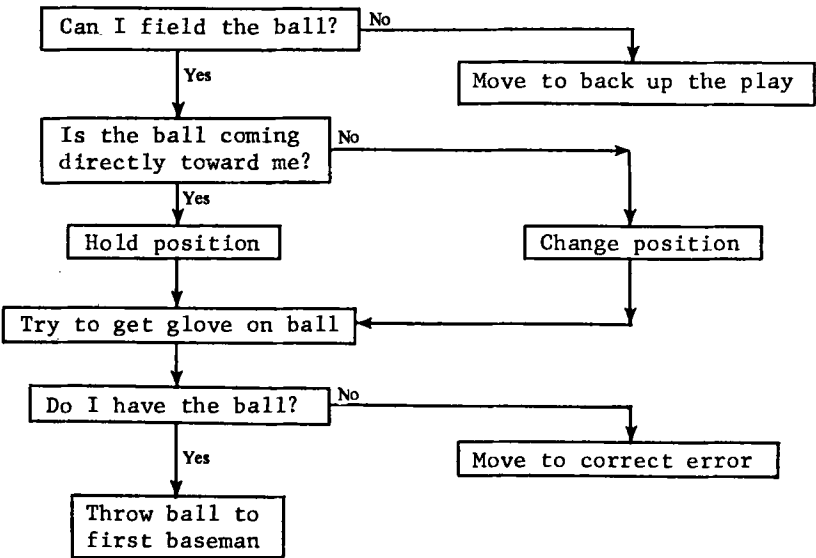 Can I field the ball?
No
Move to back up the play
Yes
Is the ball coming
directly toward me?
No
Yes
Hold position
Change position
Try to get glove on ball
Do I have the ball?
No
Yes
Move to correct error
Throw ball to
first baseman